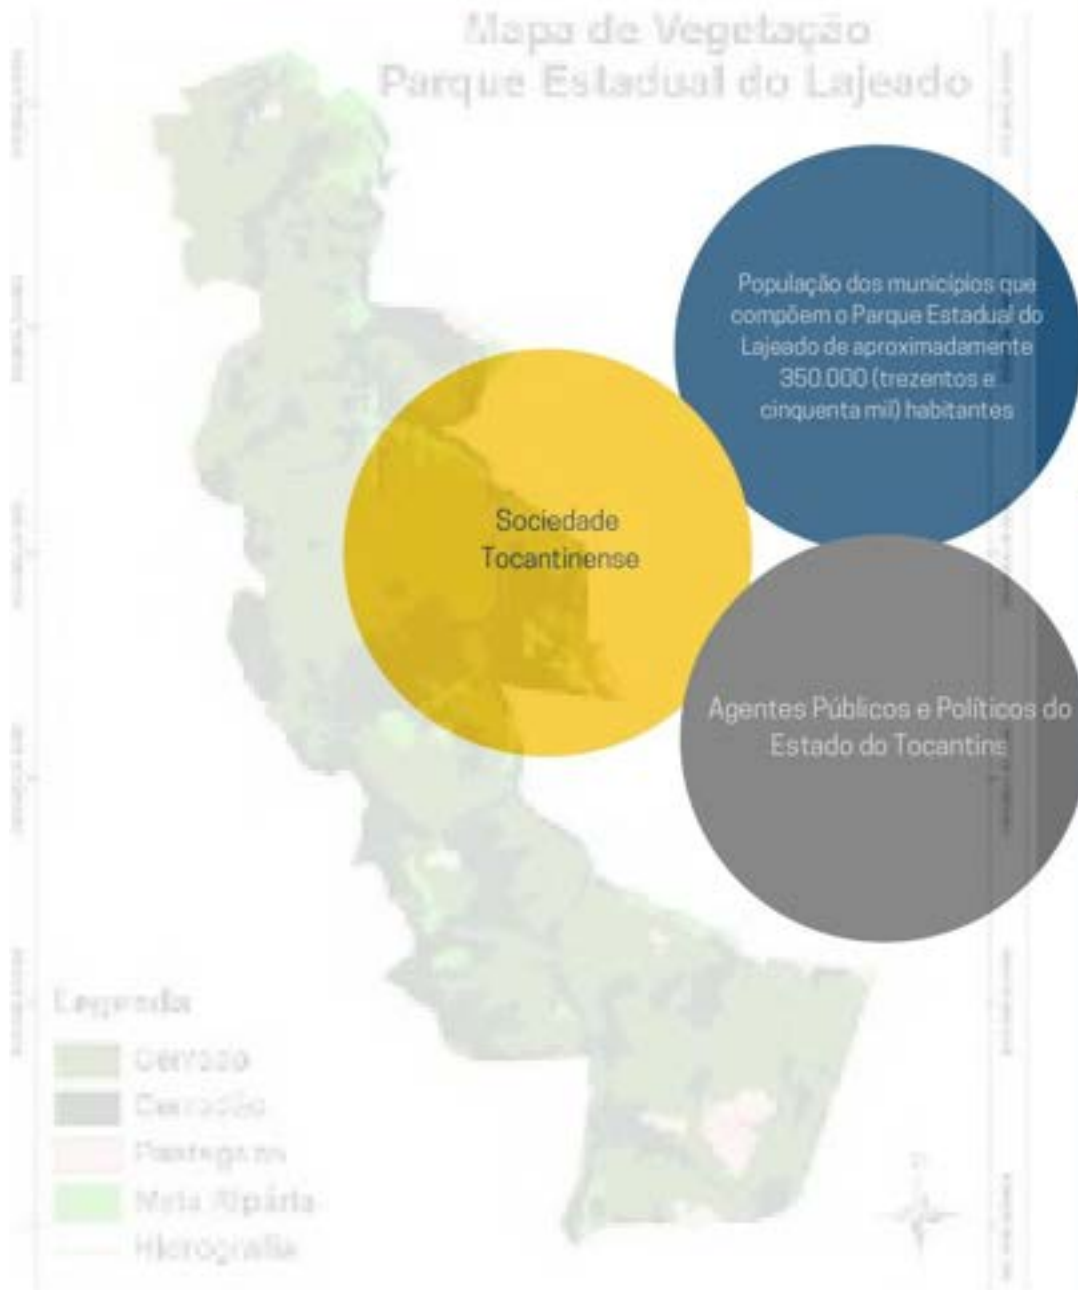 Mapa de Vegetação
Parque Estadual do Lajeado
População dos municípios que
compõem o Parque Estadual do
Lajeado de aproximadamente
350.000 (trezentos e
cinquenta mil) habitantes
Sociedade
Tocantinense
Agentes Públicos e Políticos do
Estado do Tocantins
Legenda
Cerrado
Cerradão
Pastagens
Mata Ripária
Hidrografia